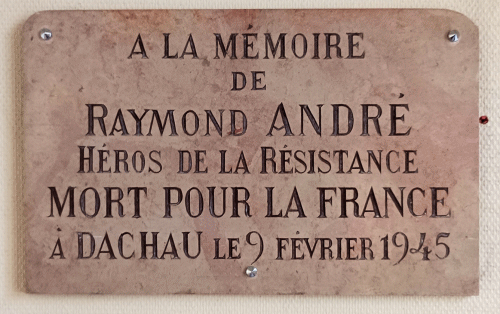 A LA MÉMOIRE
DE
RAYMOND ANDRÉ
HÉROS DE LA RÉSISTANCE
MORT POUR LA FRANCE
À DACHAU LE 9 FÉVRIER 1945